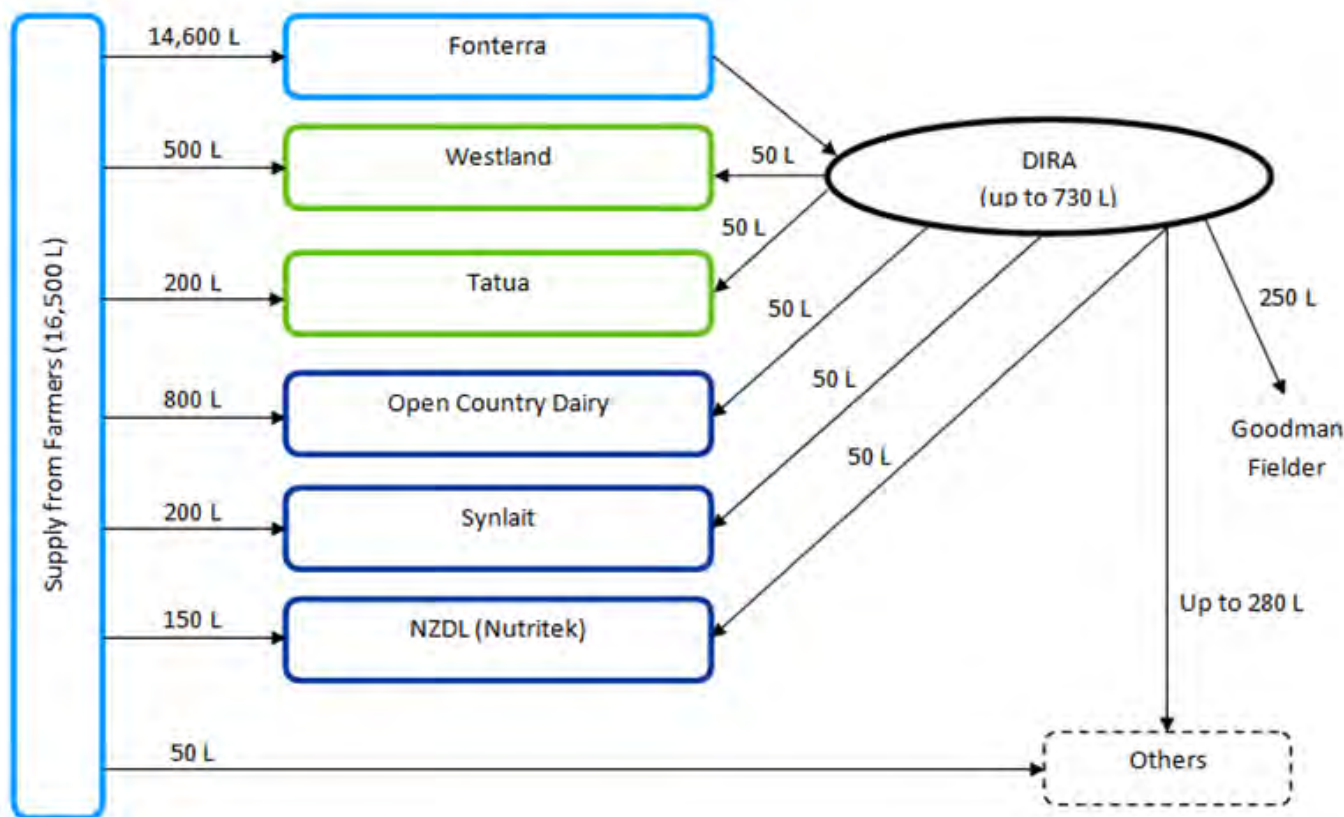 Supply from Farmers (16,500 L)
14,600 L
Fonterra
500 L
Westland
50 L
DIRA
(up to 730 L)
50 L
200 L
Tatua
50 L
250 L
800 L
Open Country Dairy
50 L
Goodman
Fielder
50 L
200 L
Synlait
150 L
NZDL (Nutritek)
Up to 280 L
50 L
Others